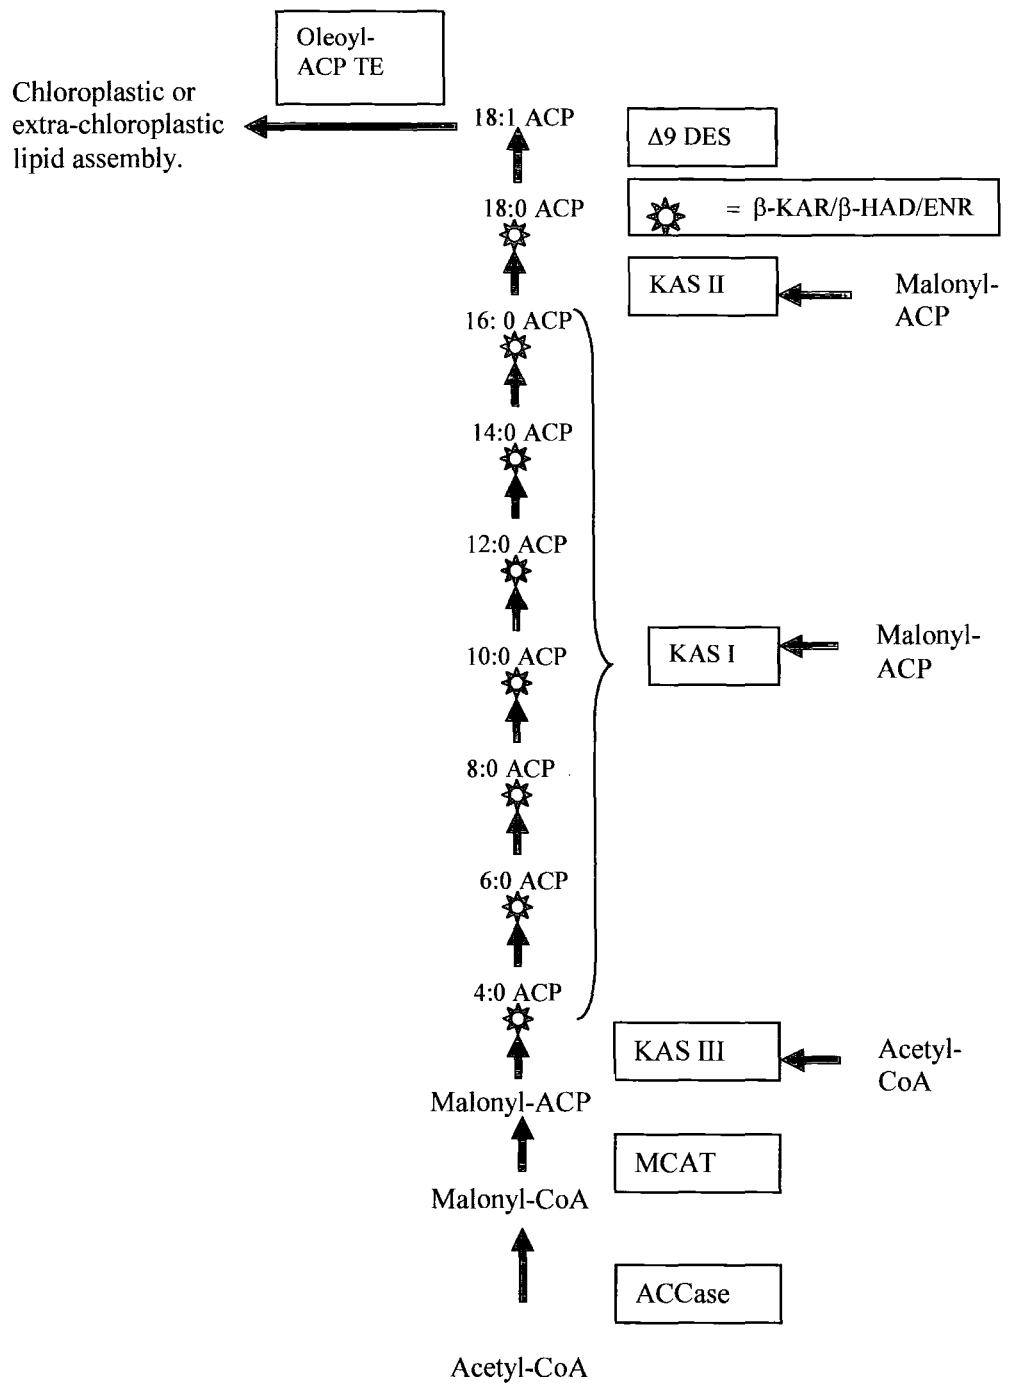 Oleoyl-
ACP TE
Chloroplastic or
extra-chloroplastic
lipid assembly.
18:1 ACP
Δ9 DES
18:0 ACP
= β-KAR/β-HAD/ENR
KAS II
Malonyl-
ACP
16: 0 ACP
14:0 ACP
12:0 ACP
10:0 ACP
KAS I
Malonyl-
ACP
8:0 ACP
6:0 ACP
4:0 ACP
KAS III
Acetyl-
CoA
Malonyl-ACP
MCAT
Malonyl-CoA
ACCase
Acetyl-CoA